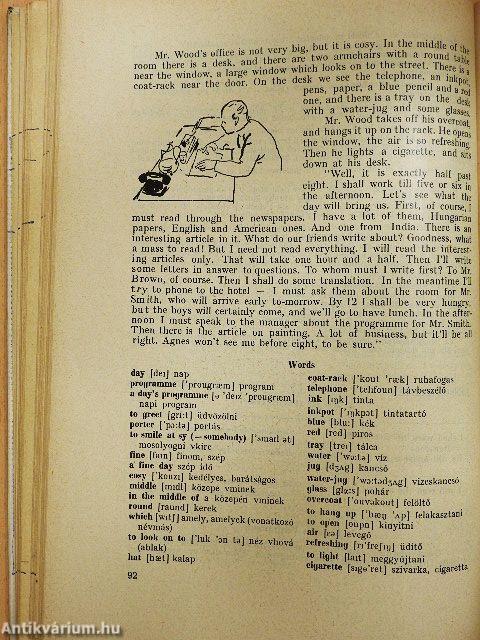 Mr. Wood's office is not very big, but it is cosy. In the middle of the
room there is a desk, and there are two armchairs with a round table
near the window, a large window which looks on to the street. There is a
coat-rack near the door. On the desk we see the telephone, an inkpot,
pens, paper, a blue pencil and a red
one, and there is a tray on the desk
with a water-jug and some glasses.
Mr. Wood takes off his overcoat
and hangs it up on the rack. He opens
the window, the air is so refreshing.
Then he lights a cigarette, and sits
down at his desk.
"Well, it is exactly half past
eight. I shall work till five or six in
the afternoon. Let's see what the
day will bring us. First, of course, I
must read through the newspapers. I have a lot of them, Hungarian
papers, English and American ones. And one from India. There is an
interesting article in it. What do our friends write about? Goodness, what
a mass to read! But I need not read everything. I will read the interest-
ing articles only. That will take one hour and a half. Then I'll write
some letters in answer to questions. To whom must I write first? To Mr.
Brown, of course. Then I shall do some translation. In the meantime I'll
try to phone to the hotel — I must ask them about the room for Mr.
Smith, who will arrive early to-morrow. By 12 I shall be very hungry,
but the boys will certainly come, and we'll go to have lunch. In the after-
noon I must speak to the manager about the programme for Mr. Smith.
Then there is the article on painting. A lot of business, but it'll be all
right. Agnes won't see me before eight, to be sure."
Words
day [deɪ] nap
programme ['prougræm] program
a day's programme [ə 'deɪz 'prougræm]
napi program
to greet [gri:t] üdvözölni
porter ['pɔ:tə] portás
to smile at sy (—somebody) ['smaɪl ət]
mosolyogni vkire
fine [faɪn] finom, szép
a fine day szép idő
cosy ['kouzɪ] kedélyes, barátságos
middle [mɪdl] közepe vminek
in the middle of a közepén vminek
round [raund] kerek
which [wɪtʃ] amely, amelyek (vonatkozó
névmás)
to look on to ['luk 'ɔn tə] néz vhová
(ablak)
hat [hæt] kalap
coat-rack ['kout 'ræk] ruhafogas
telephone ['telɪfoun] távbeszélő
ink [ɪŋk] tinta
inkpot ['ɪŋkpɔt] tintatartó
blue [blu:] kék
red [red] piros
tray [treɪ] tálca
water ['wɔ:tə] víz
jug [dʒʌg] kancsó
water-jug ['wɔ:tədʒʌg] vizeskancsó
glass [glɑ:s] pohár
overcoat ['ouvəkout] felöltő
to hang up ['hæŋ 'ʌp] felakasztani
to open [oupn] kinyitni
air [ɛə] levegő
refreshing [rɪ'freʃɪŋ] üdítő
to light [laɪt] meggyújtani
cigarette [sɪgə'ret] szivarka, cigaretta
92
Antikvárium.hu